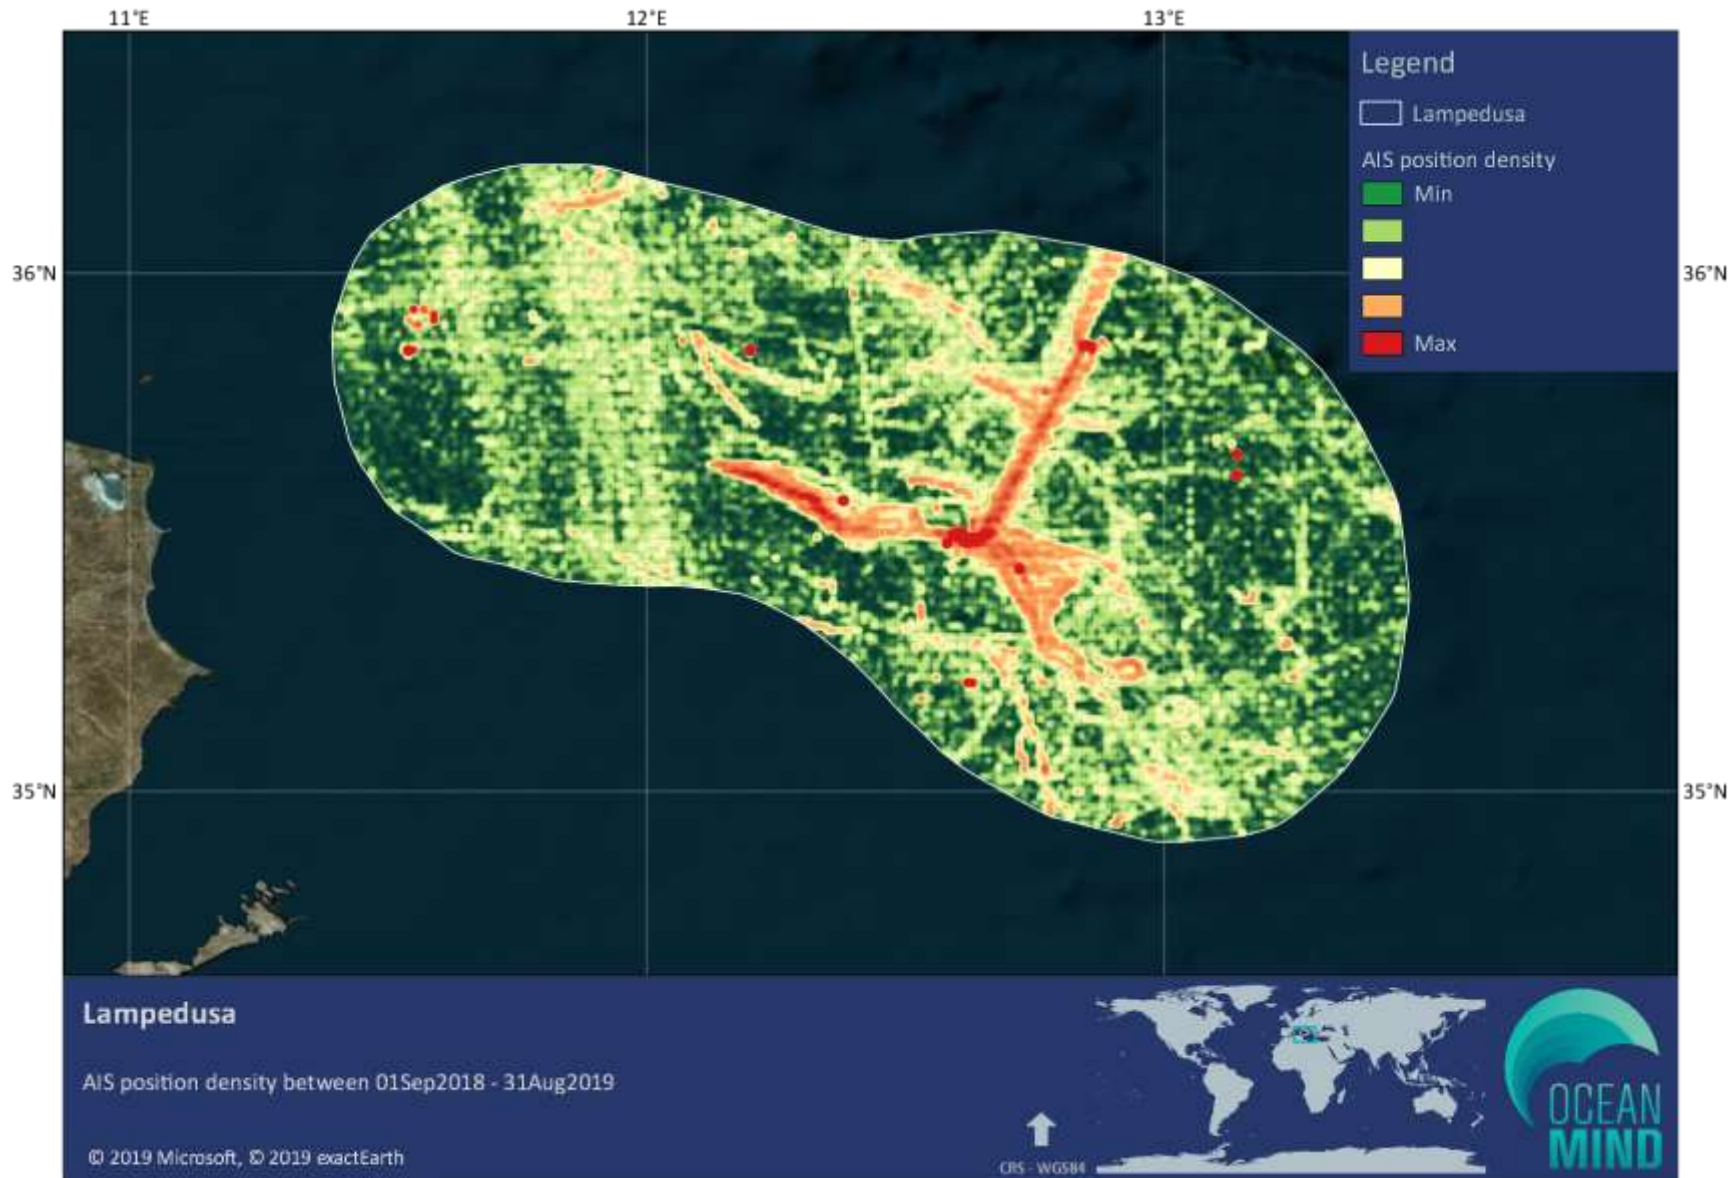 11°E 12°E 13°E
Legend
Lampedusa
AIS position density
Min
Max
36°N 36°N
35°N 35°N
Lampedusa
AIS position density between 01Sep2018 - 31Aug2019
© 2019 Microsoft, © 2019 exactEarth
CRS - WGS84
OCEAN
MIND